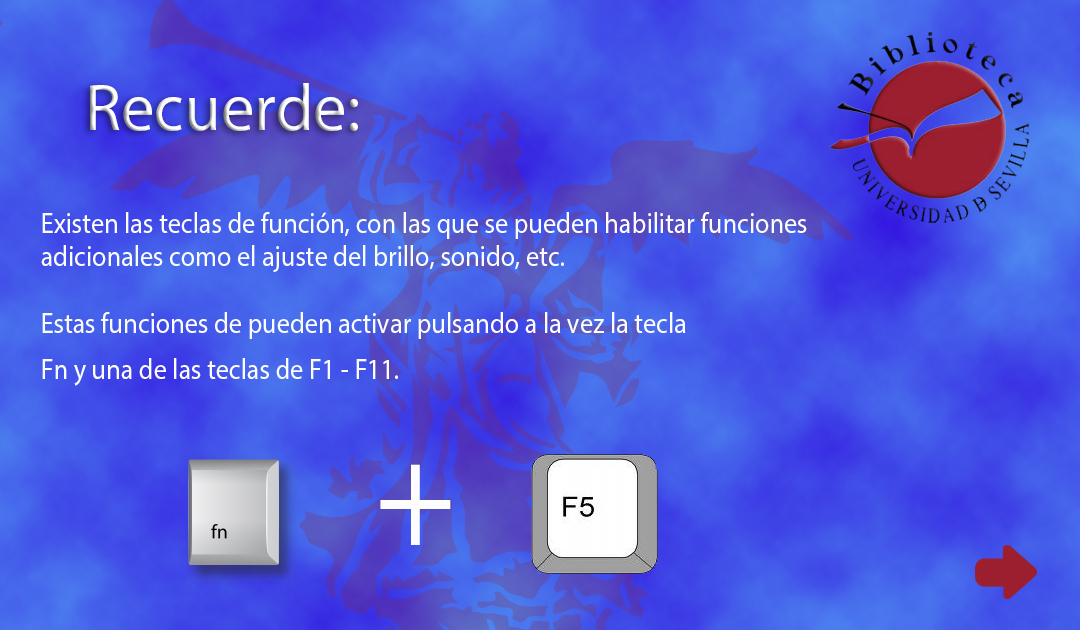 Biblioteca
UNIVERSIDAD D SEVILLA
Recuerde:
Existen las teclas de función, con las que se pueden habilitar funciones
adicionales como el ajuste del brillo, sonido, etc.
Estas funciones de pueden activar pulsando a la vez la tecla
Fn y una de las teclas de F1 - F11.
fn
+
F5